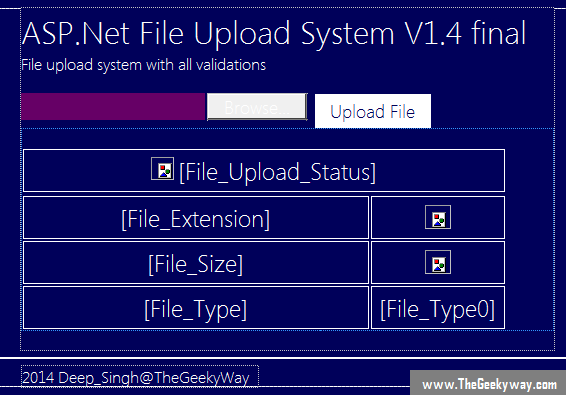 ASP.Net File Upload System V1.4 final
File upload system with all validations
Browse... Upload File
[File_Upload_Status]
[File_Extension]
[File_Size]
[File_Type] [File_Type0]
2014 Deep_Singh@TheGeekyWay
www.TheGeekyway.com